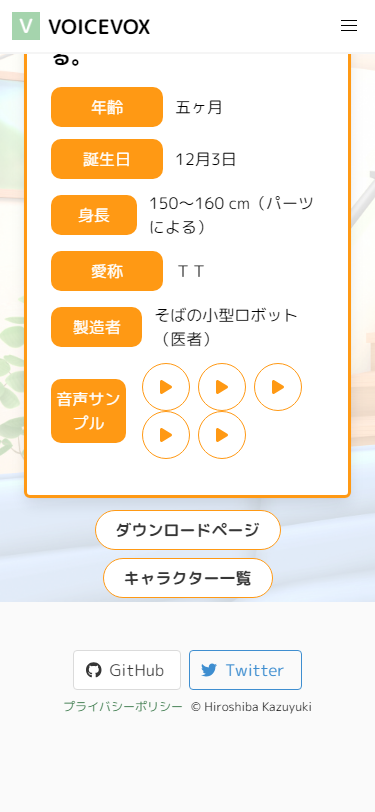 VOICEVOX
る。
年齢
五ヶ月
誕生日
12月3日
身長
150〜160 cm（パーツ
による）
愛称
ＴＴ
製造者
そばの小型ロボット
（医者）
音声サン
プル
ダウンロードページ
キャラクター一覧
GitHub
Twitter
プライバシーポリシー © Hiroshiba Kazuyuki